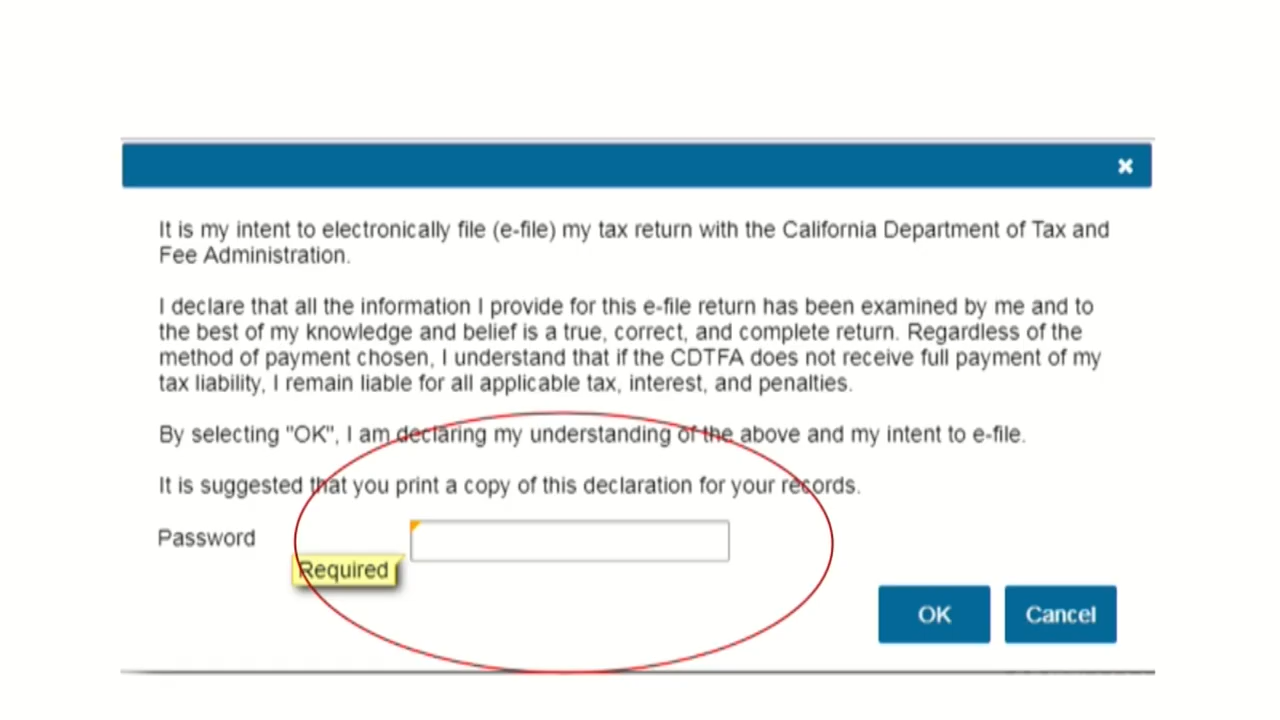 It is my intent to electronically file (e-file) my tax return with the California Department of Tax and
Fee Administration.
I declare that all the information I provide for this e-file return has been examined by me and to
the best of my knowledge and belief is a true, correct, and complete return. Regardless of the
method of payment chosen, I understand that if the CDTFA does not receive full payment of my
tax liability, I remain liable for all applicable tax, interest, and penalties.
By selecting "OK", I am declaring my understanding of the above and my intent to e-file.
It is suggested that you print a copy of this declaration for your records.
Password
Required
OK Cancel